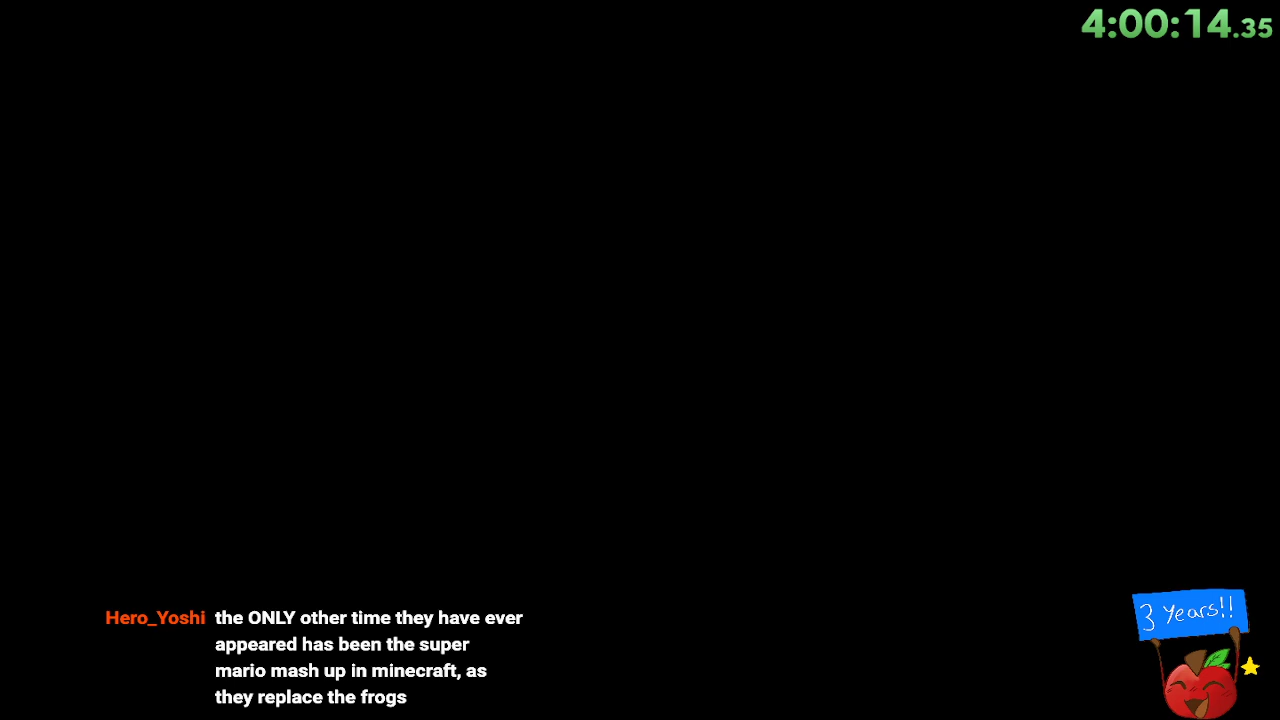 4:00:14.35
Hero_Yoshi the ONLY other time they have ever
appeared has been the super
mario mash up in minecraft, as
they replace the frogs
3 Years!!